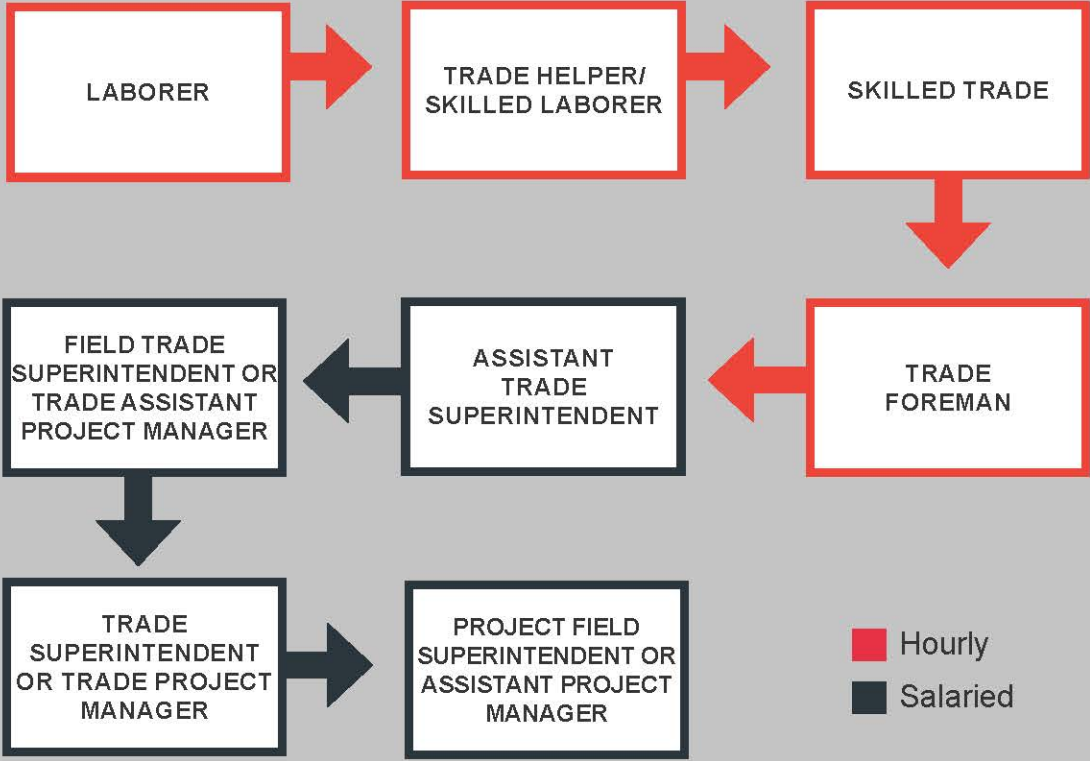 LABORER
TRADE HELPER/
SKILLED LABORER
SKILLED TRADE
TRADE
FOREMAN
ASSISTANT
TRADE
SUPERINTENDENT
FIELD TRADE
SUPERINTENDENT OR
TRADE ASSISTANT
PROJECT MANAGER
TRADE
SUPERINTENDENT
OR TRADE PROJECT
MANAGER
PROJECT FIELD
SUPERINTENDENT OR
ASSISTANT PROJECT
MANAGER
Hourly
Salaried